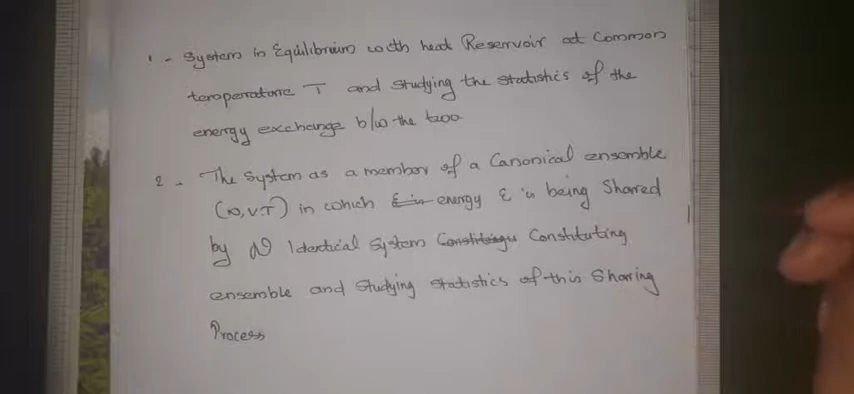 1 - System in Equilibrium with heat Reservoir at Common
temperature T and Studying the Statistics of the
energy exchange b/w the two
2 - The System as a member of a Canonical ensemble
(N,V,T) in which E in energy E is being Shared
by N Identical System Constitu Constituting
ensemble and Studying Statistics of this Sharing
Process